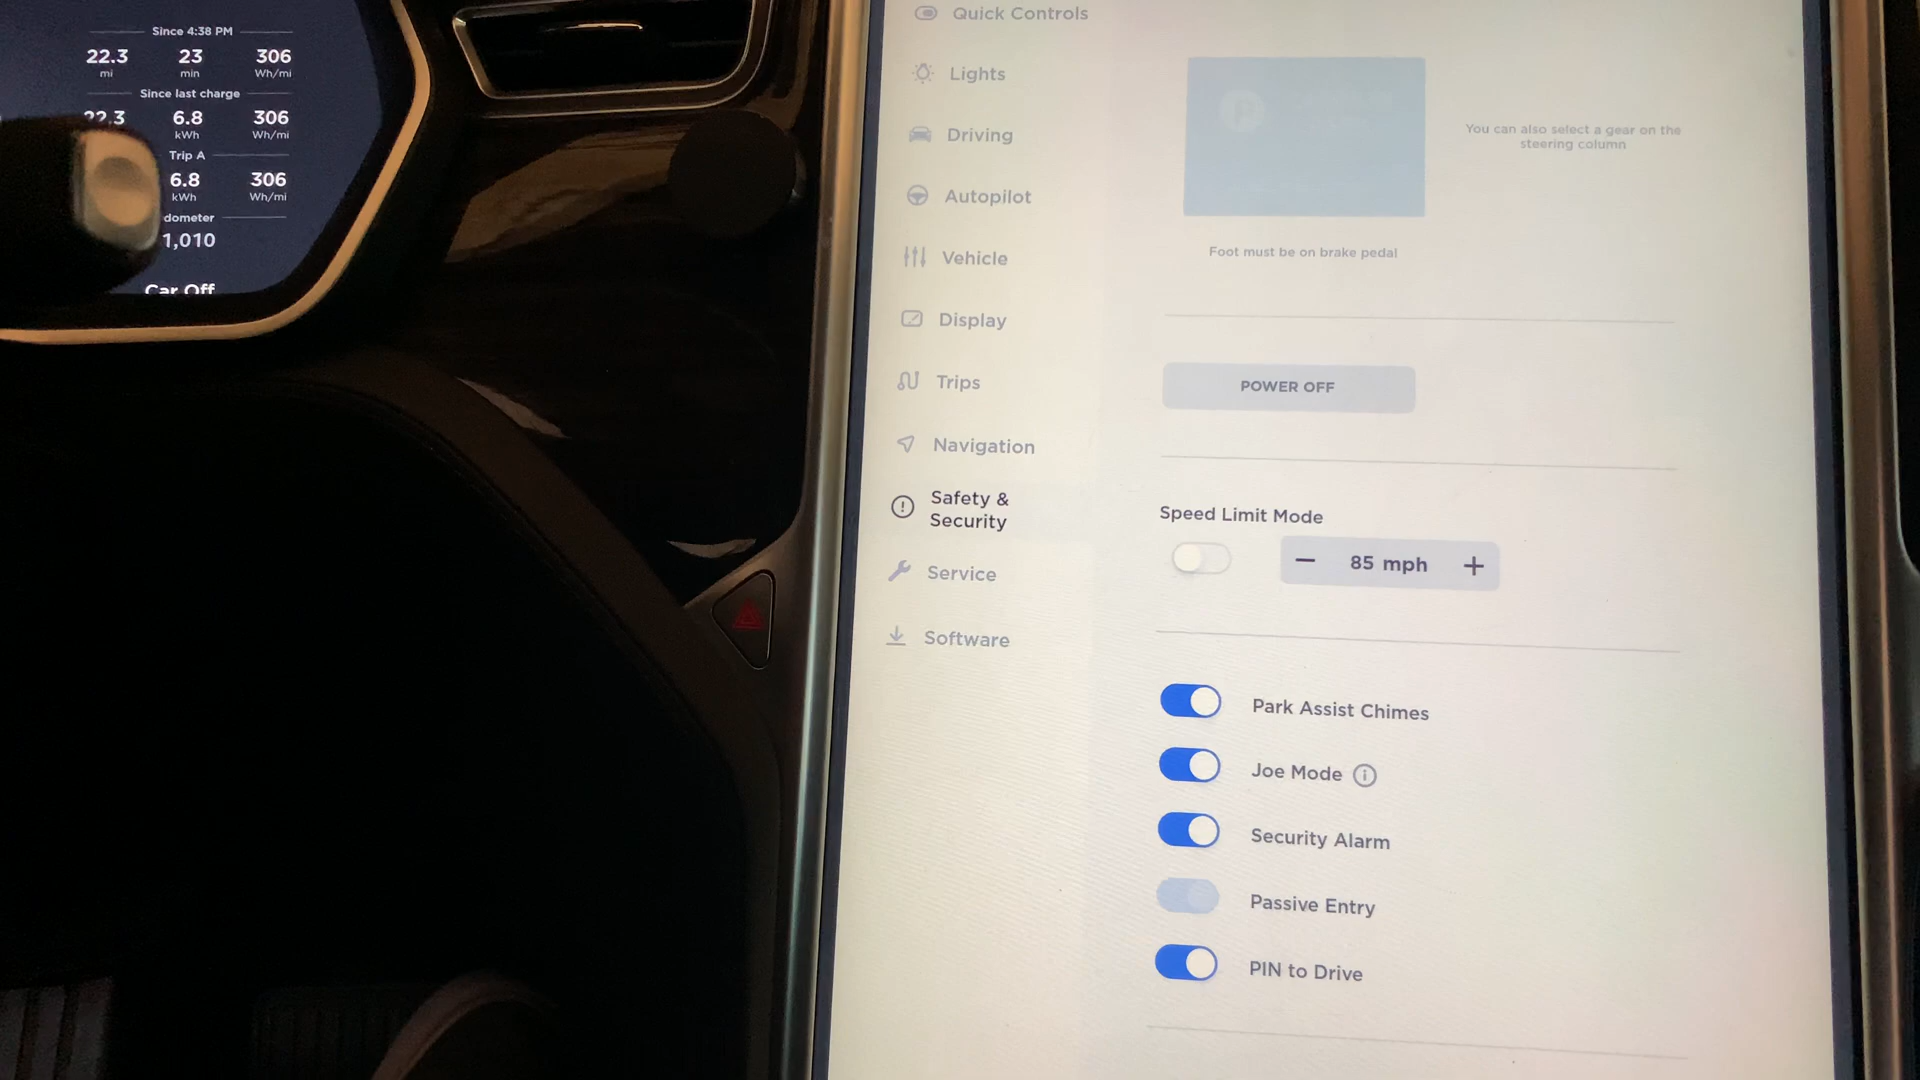 Since 4:38 PM
22.3 23 306
mi min Wh/mi
Since last charge
22.3 6.8 306
kWh Wh/mi
Trip A
6.8 306
kWh Wh/mi
dometer
1,010
Car Off
Quick Controls
Lights
Driving
Autopilot
Vehicle
Display
Trips
Navigation
Safety &
Security
Service
Software
P
You can also select a gear on the
steering column
Foot must be on brake pedal
POWER OFF
Speed Limit Mode
85 mph
Park Assist Chimes
Joe Mode
Security Alarm
Passive Entry
PIN to Drive